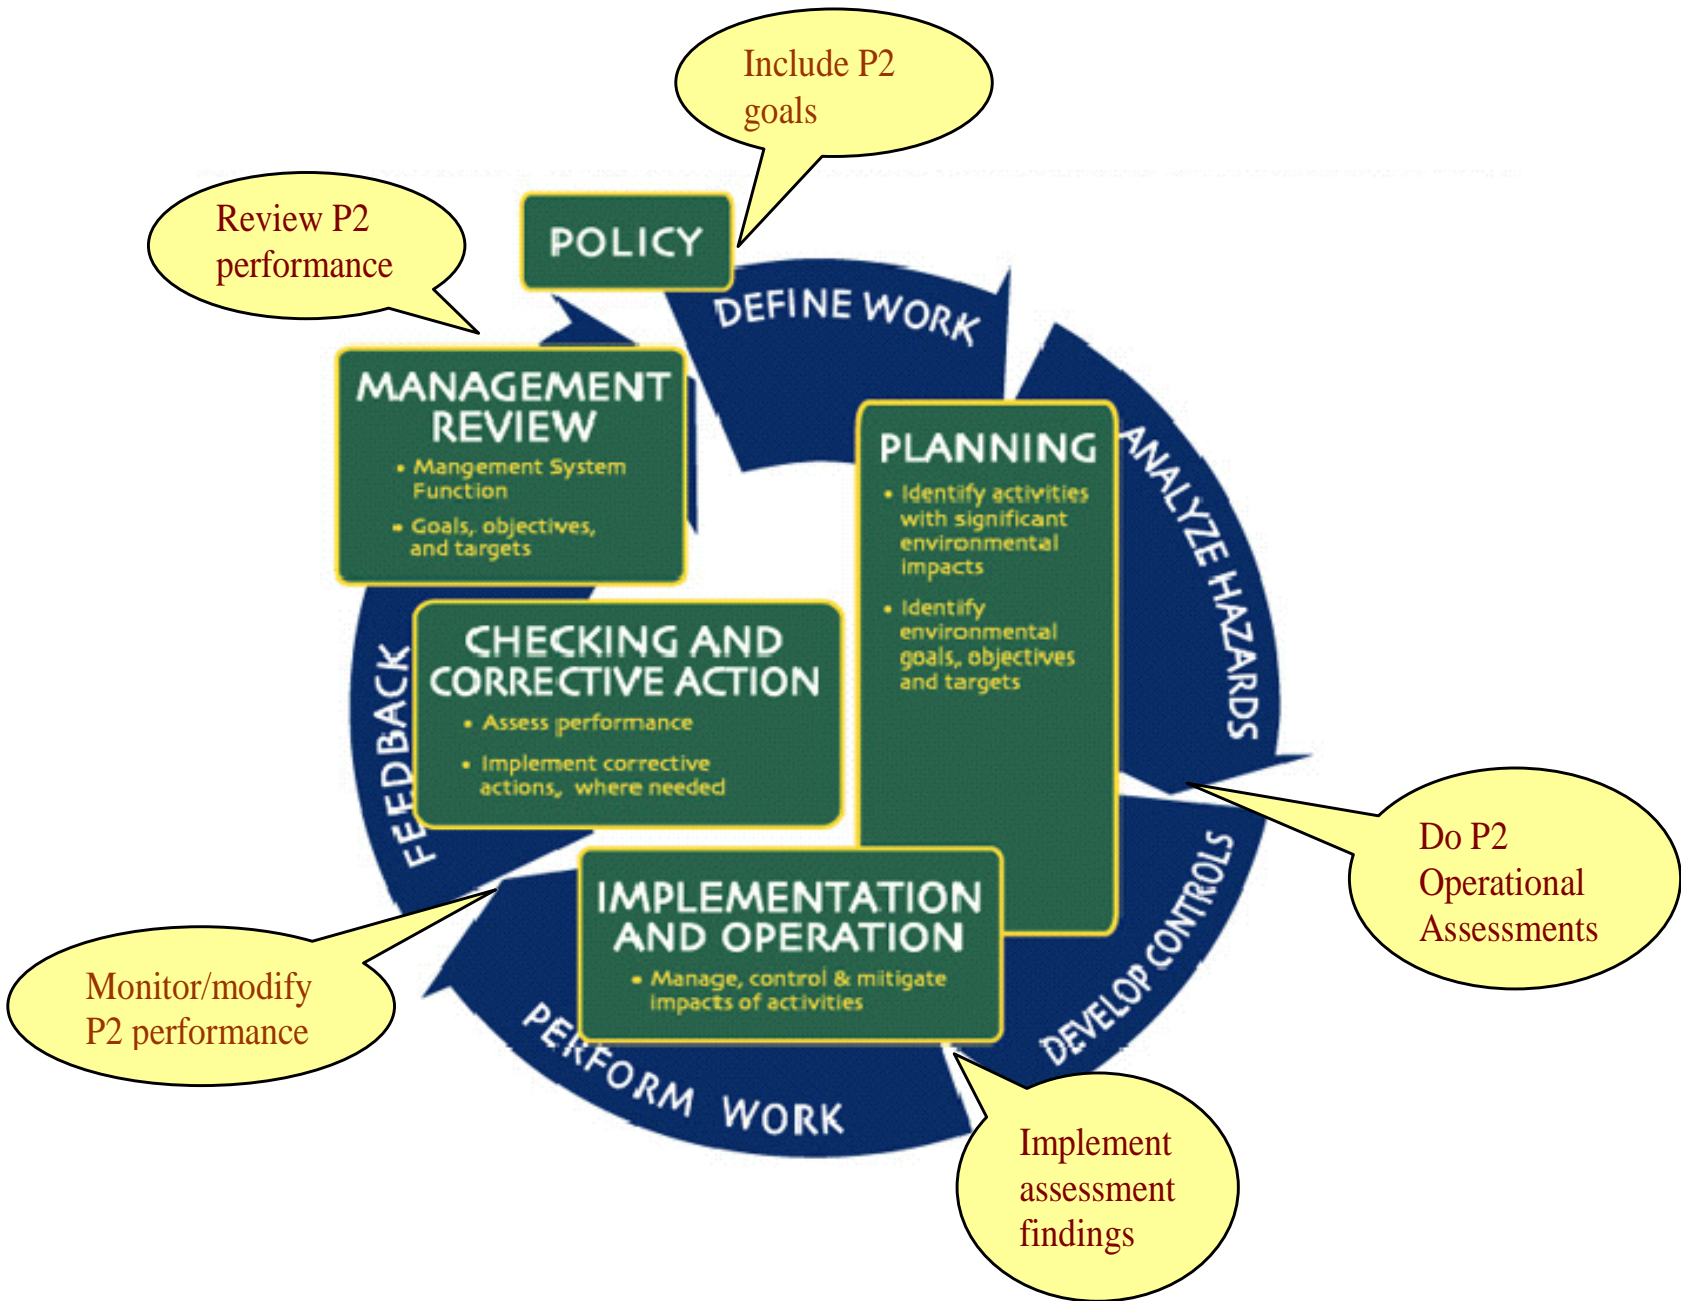 Include P2
goals
Review P2
performance
POLICY
DEFINE WORK
MANAGEMENT
REVIEW
• Mangement System
Function
• Goals, objectives,
and targets
PLANNING
• Identify activities
with significant
environmental
impacts
• Identify
environmental
goals, objectives
and targets
ANALYZE HAZARDS
CHECKING AND
CORRECTIVE ACTION
• Assess performance
• Implement corrective
actions, where needed
FEEDBACK
Do P2
Operational
Assessments
IMPLEMENTATION
AND OPERATION
• Manage, control & mitigate
impacts of activities
DEVELOP CONTROLS
Monitor/modify
P2 performance
PERFORM WORK
Implement
assessment
findings